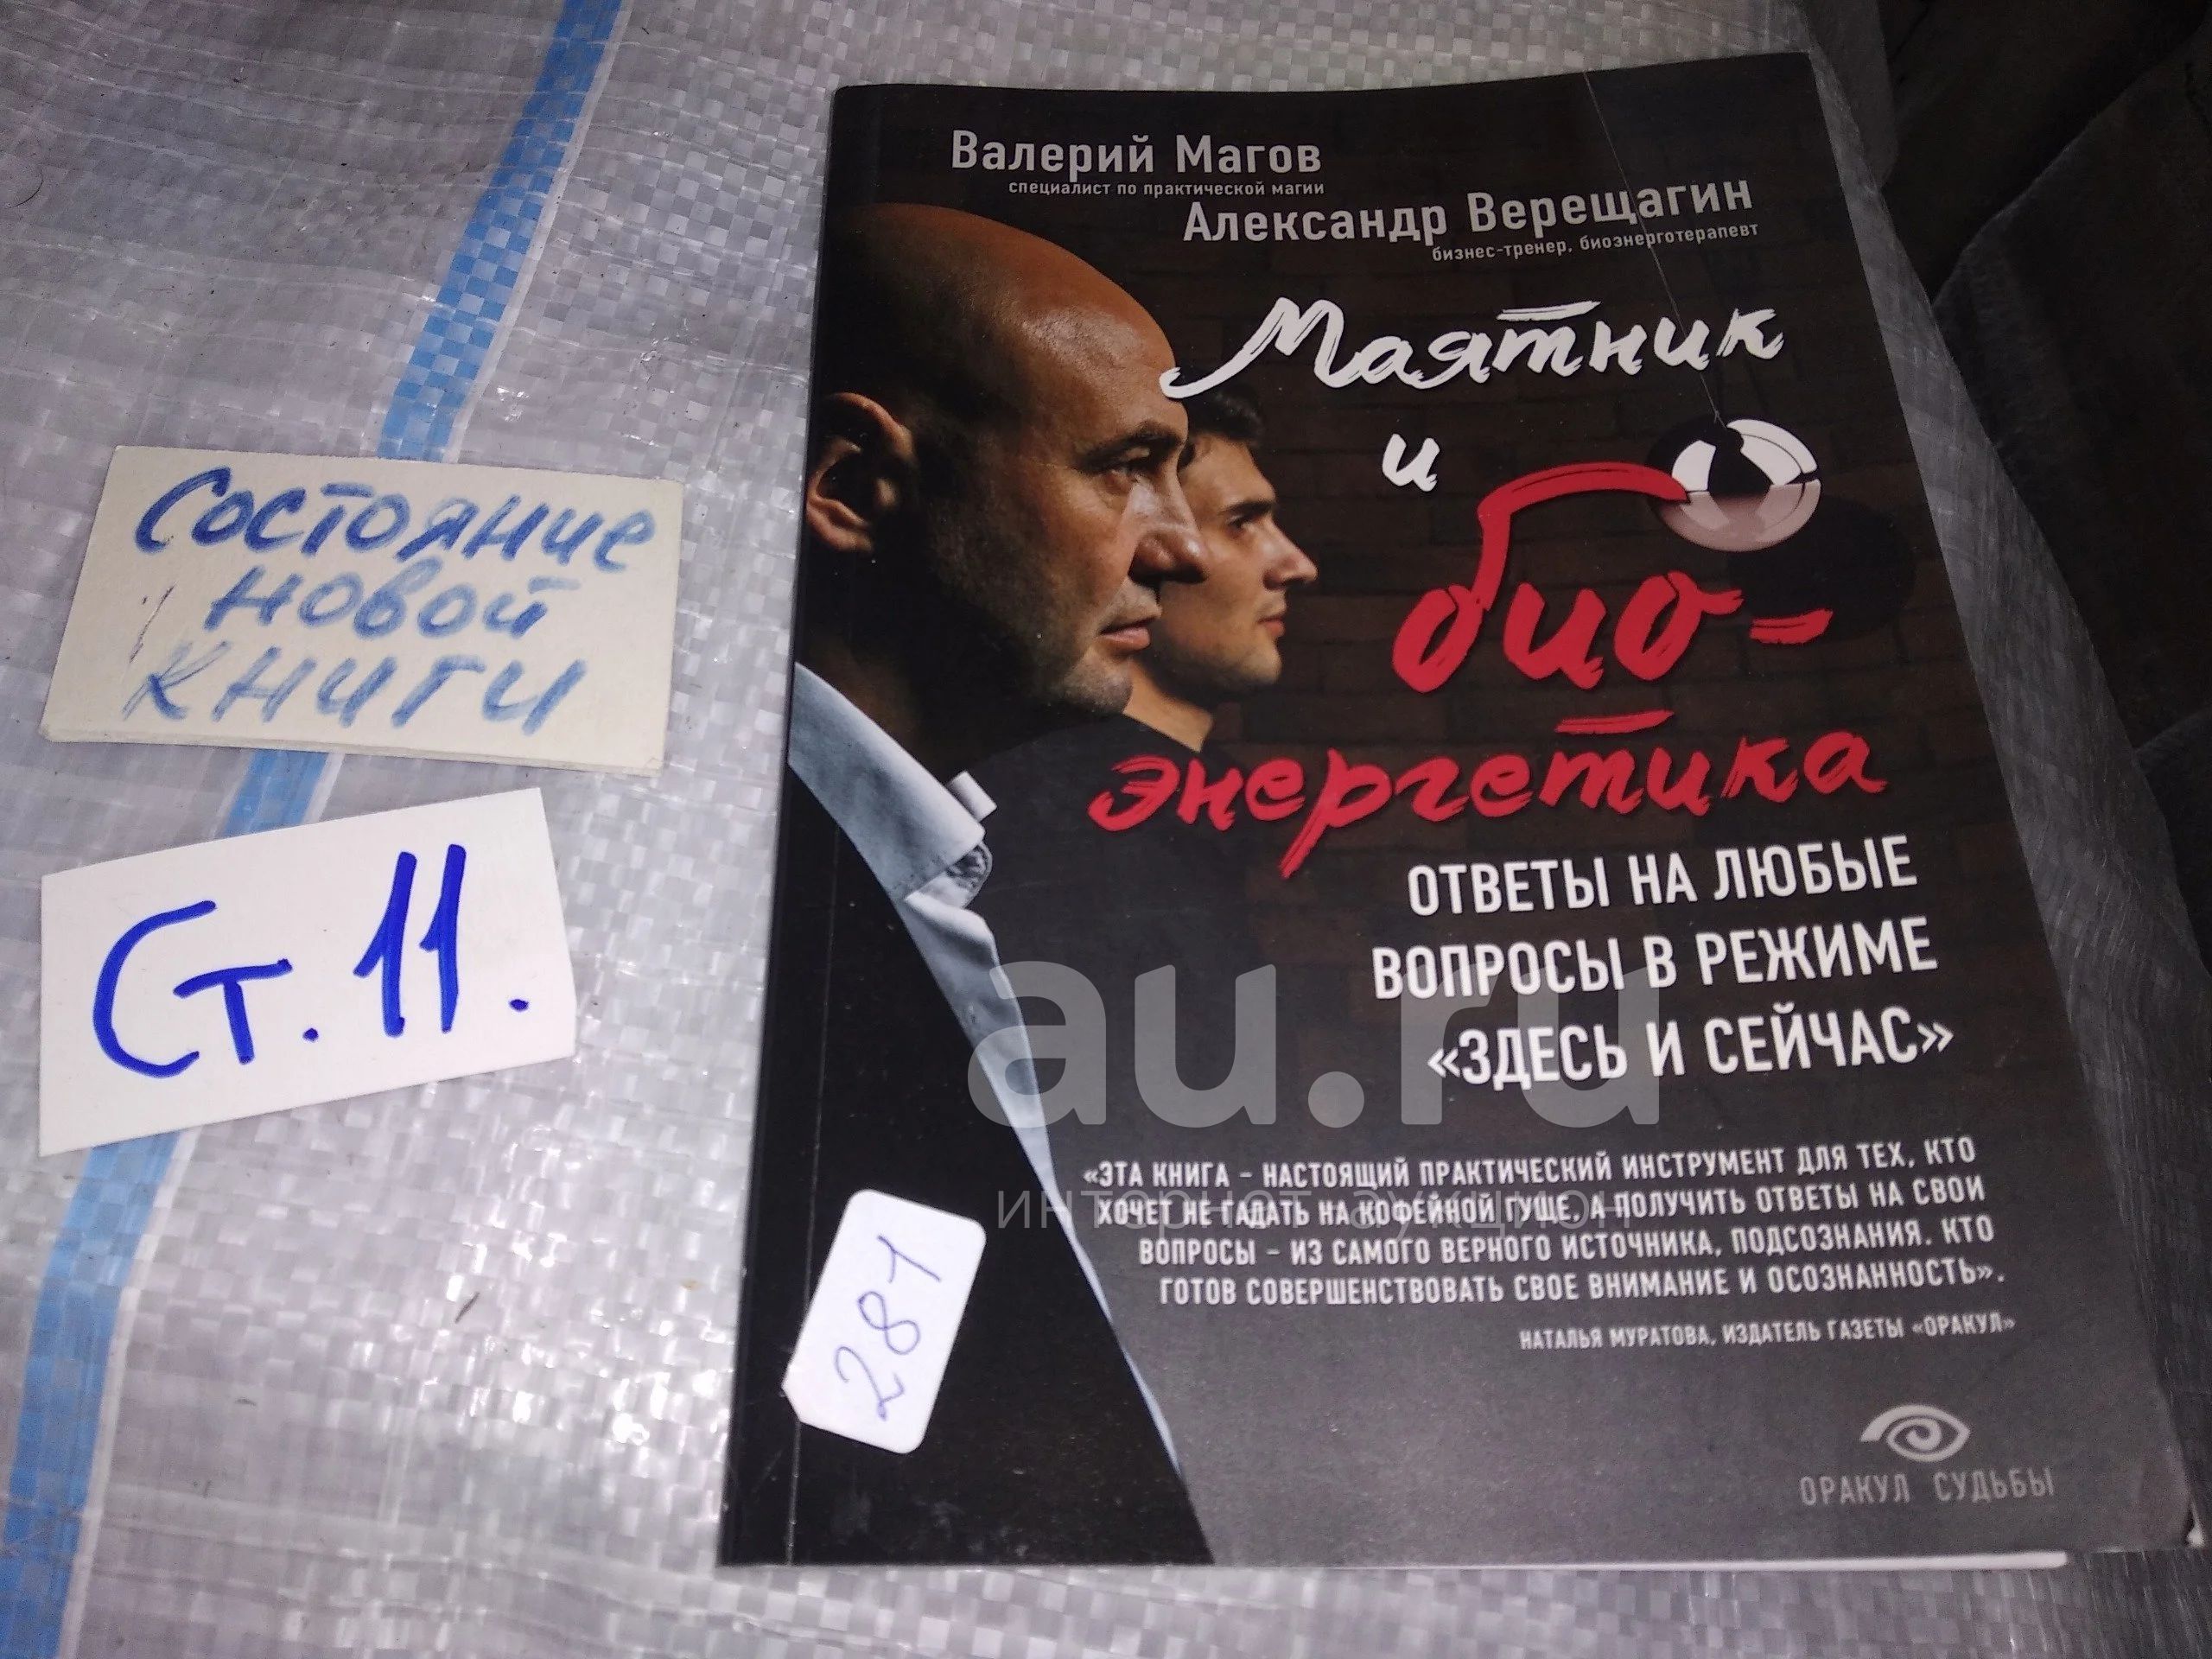 Состояние
новой
книги
Ст. 11.
Валерий Магов
специалист по практической магии
Александр Верещагин
бизнес-тренер, биоэнерготерапевт
Маятник
и
био-
энергетика
ОТВЕТЫ НА ЛЮБЫЕ
ВОПРОСЫ В РЕЖИМЕ
«ЗДЕСЬ И СЕЙЧАС»
au.ru
интернет аукцион
«ЭТА КНИГА – НАСТОЯЩИЙ ПРАКТИЧЕСКИЙ ИНСТРУМЕНТ ДЛЯ ТЕХ, КТО
ХОЧЕТ НЕ ГАДАТЬ НА КОФЕЙНОЙ ГУЩЕ, А ПОЛУЧИТЬ ОТВЕТЫ НА СВОИ
ВОПРОСЫ – ИЗ САМОГО ВЕРНОГО ИСТОЧНИКА, ПОДСОЗНАНИЯ. КТО
ГОТОВ СОВЕРШЕНСТВОВАТЬ СВОЕ ВНИМАНИЕ И ОСОЗНАННОСТЬ».
НАТАЛЬЯ МУРАТОВА, ИЗДАТЕЛЬ ГАЗЕТЫ «ОРАКУЛ»
281
ОРАКУЛ СУДЬБЫ